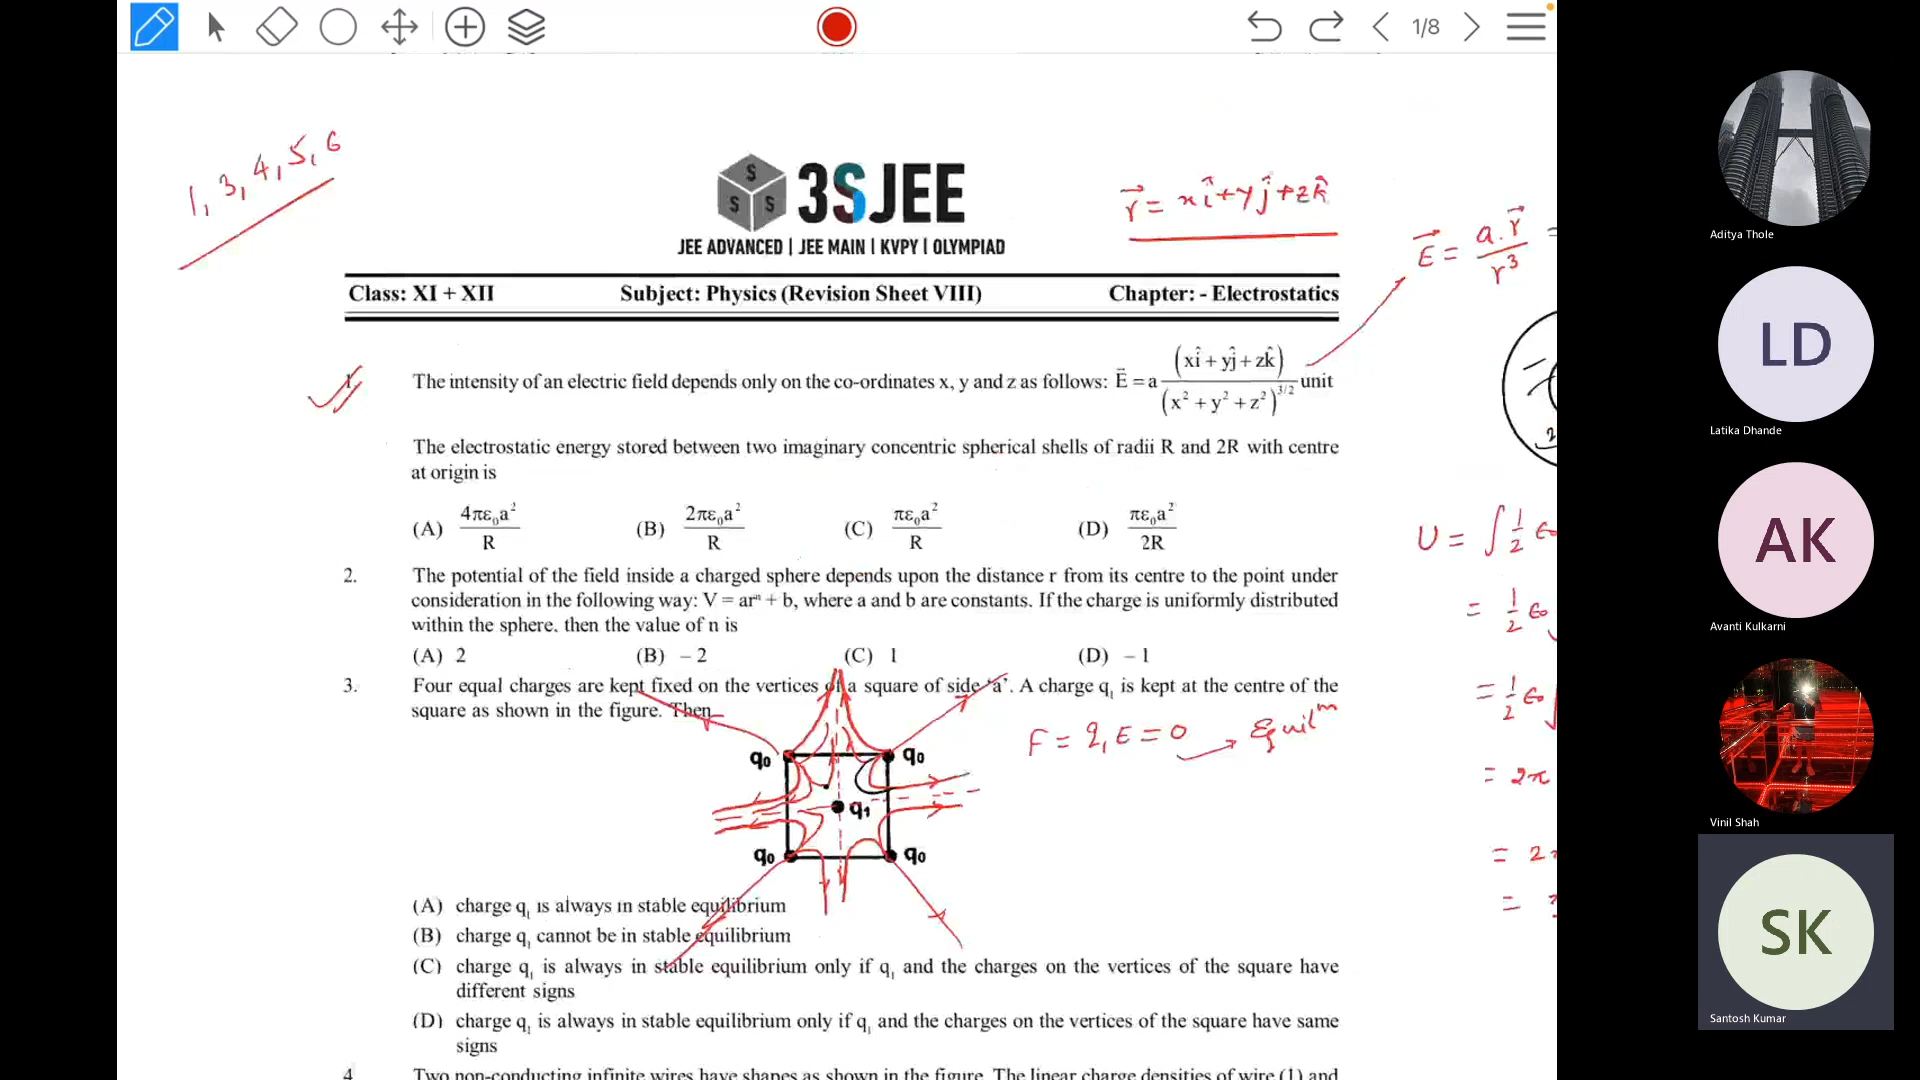 1/8
1, 3, 4, 5, 6
S S S 3SJEE
JEE ADVANCED | JEE MAIN | KVPY | OLYMPIAD
r⃗ = xî + yĵ + zk̂
E⃗ = a.r⃗ / r³ =
Class: XI + XII Subject: Physics (Revision Sheet VIII) Chapter: - Electrostatics
1. The intensity of an electric field depends only on the co-ordinates x, y and z as follows: E⃗ = a (xî + yĵ + zk̂) / (x² + y² + z²)^3/2 unit
The electrostatic energy stored between two imaginary concentric spherical shells of radii R and 2R with centre
at origin is
(A) 4πε₀a² / R (B) 2πε₀a² / R (C) πε₀a² / R (D) πε₀a² / 2R
U = ∫ 1/2 ε₀
= 1/2 ε₀
= 1/2 ε₀ ∫
= 2π
= 2
=
2. The potential of the field inside a charged sphere depends upon the distance r from its centre to the point under
consideration in the following way: V = arⁿ + b, where a and b are constants. If the charge is uniformly distributed
within the sphere, then the value of n is
(A) 2 (B) – 2 (C) 1 (D) – 1
3. Four equal charges are kept fixed on the vertices of a square of side 'a'. A charge q₁ is kept at the centre of the
square as shown in the figure. Then
F = q₁E = 0 → Equilᵐ
q₀ q₀
q₁
q₀ q₀
(A) charge q₁ is always in stable equilibrium
(B) charge q₁ cannot be in stable equilibrium
(C) charge q₁ is always in stable equilibrium only if q₁ and the charges on the vertices of the square have
different signs
(D) charge q₁ is always in stable equilibrium only if q₁ and the charges on the vertices of the square have same
signs
4 Two non-conducting infinite wires have shapes as shown in the figure. The linear charge densities of wire (1) and
Aditya Thole
LD
Latika Dhande
AK
Avanti Kulkarni
Vinil Shah
SK
Santosh Kumar